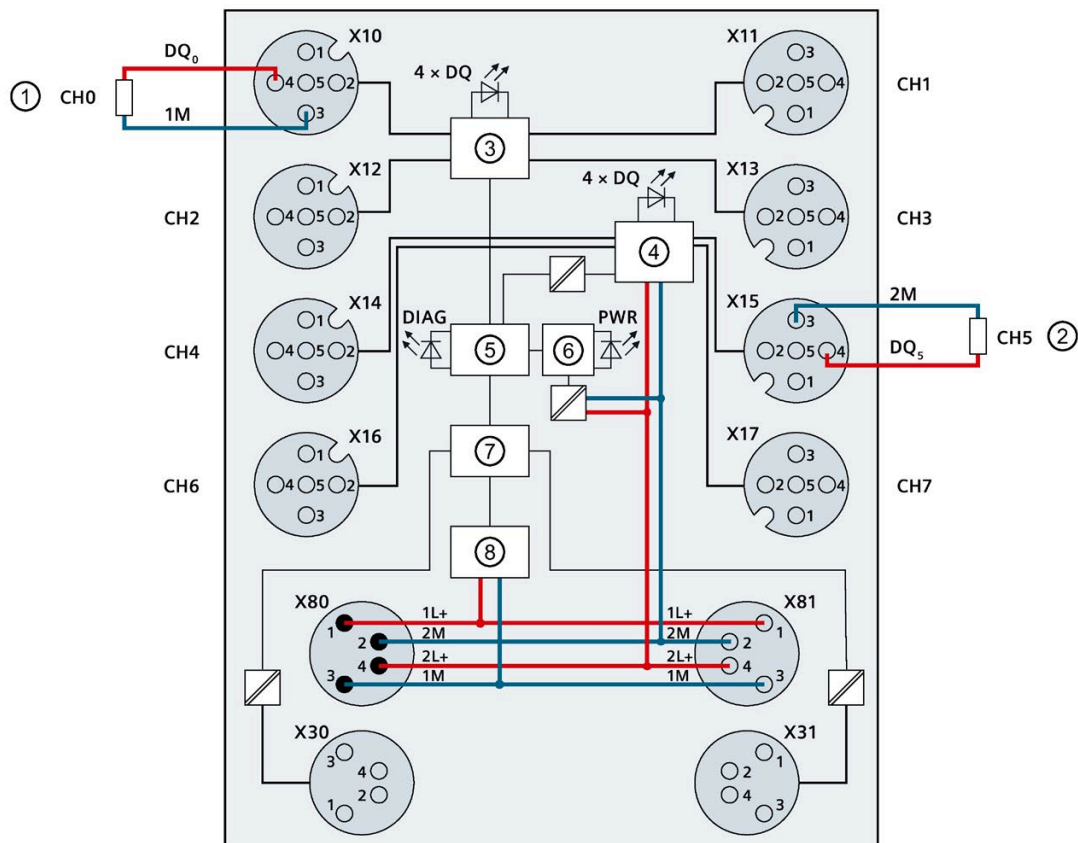 X10
X11
DQ0
1
5
2
4
3
4 × DQ
3
2
5
4
1
1
CH0
1M
CH1
3
X12
X13
1
4
5
2
3
4 × DQ
3
2
5
4
1
CH2
CH3
4
X14
X15
2M
1
4
5
2
3
DIAG
PWR
5
6
3
2
5
4
1
CH4
CH5
2
DQ5
X16
X17
1
4
5
2
3
7
3
2
5
4
1
CH6
CH7
8
X80
1L+
1L+
X81
1
1
2
2M
2M
2
4
2L+
2L+
4
3
1M
1M
3
X30
X31
3
4
2
1
1
2
4
3